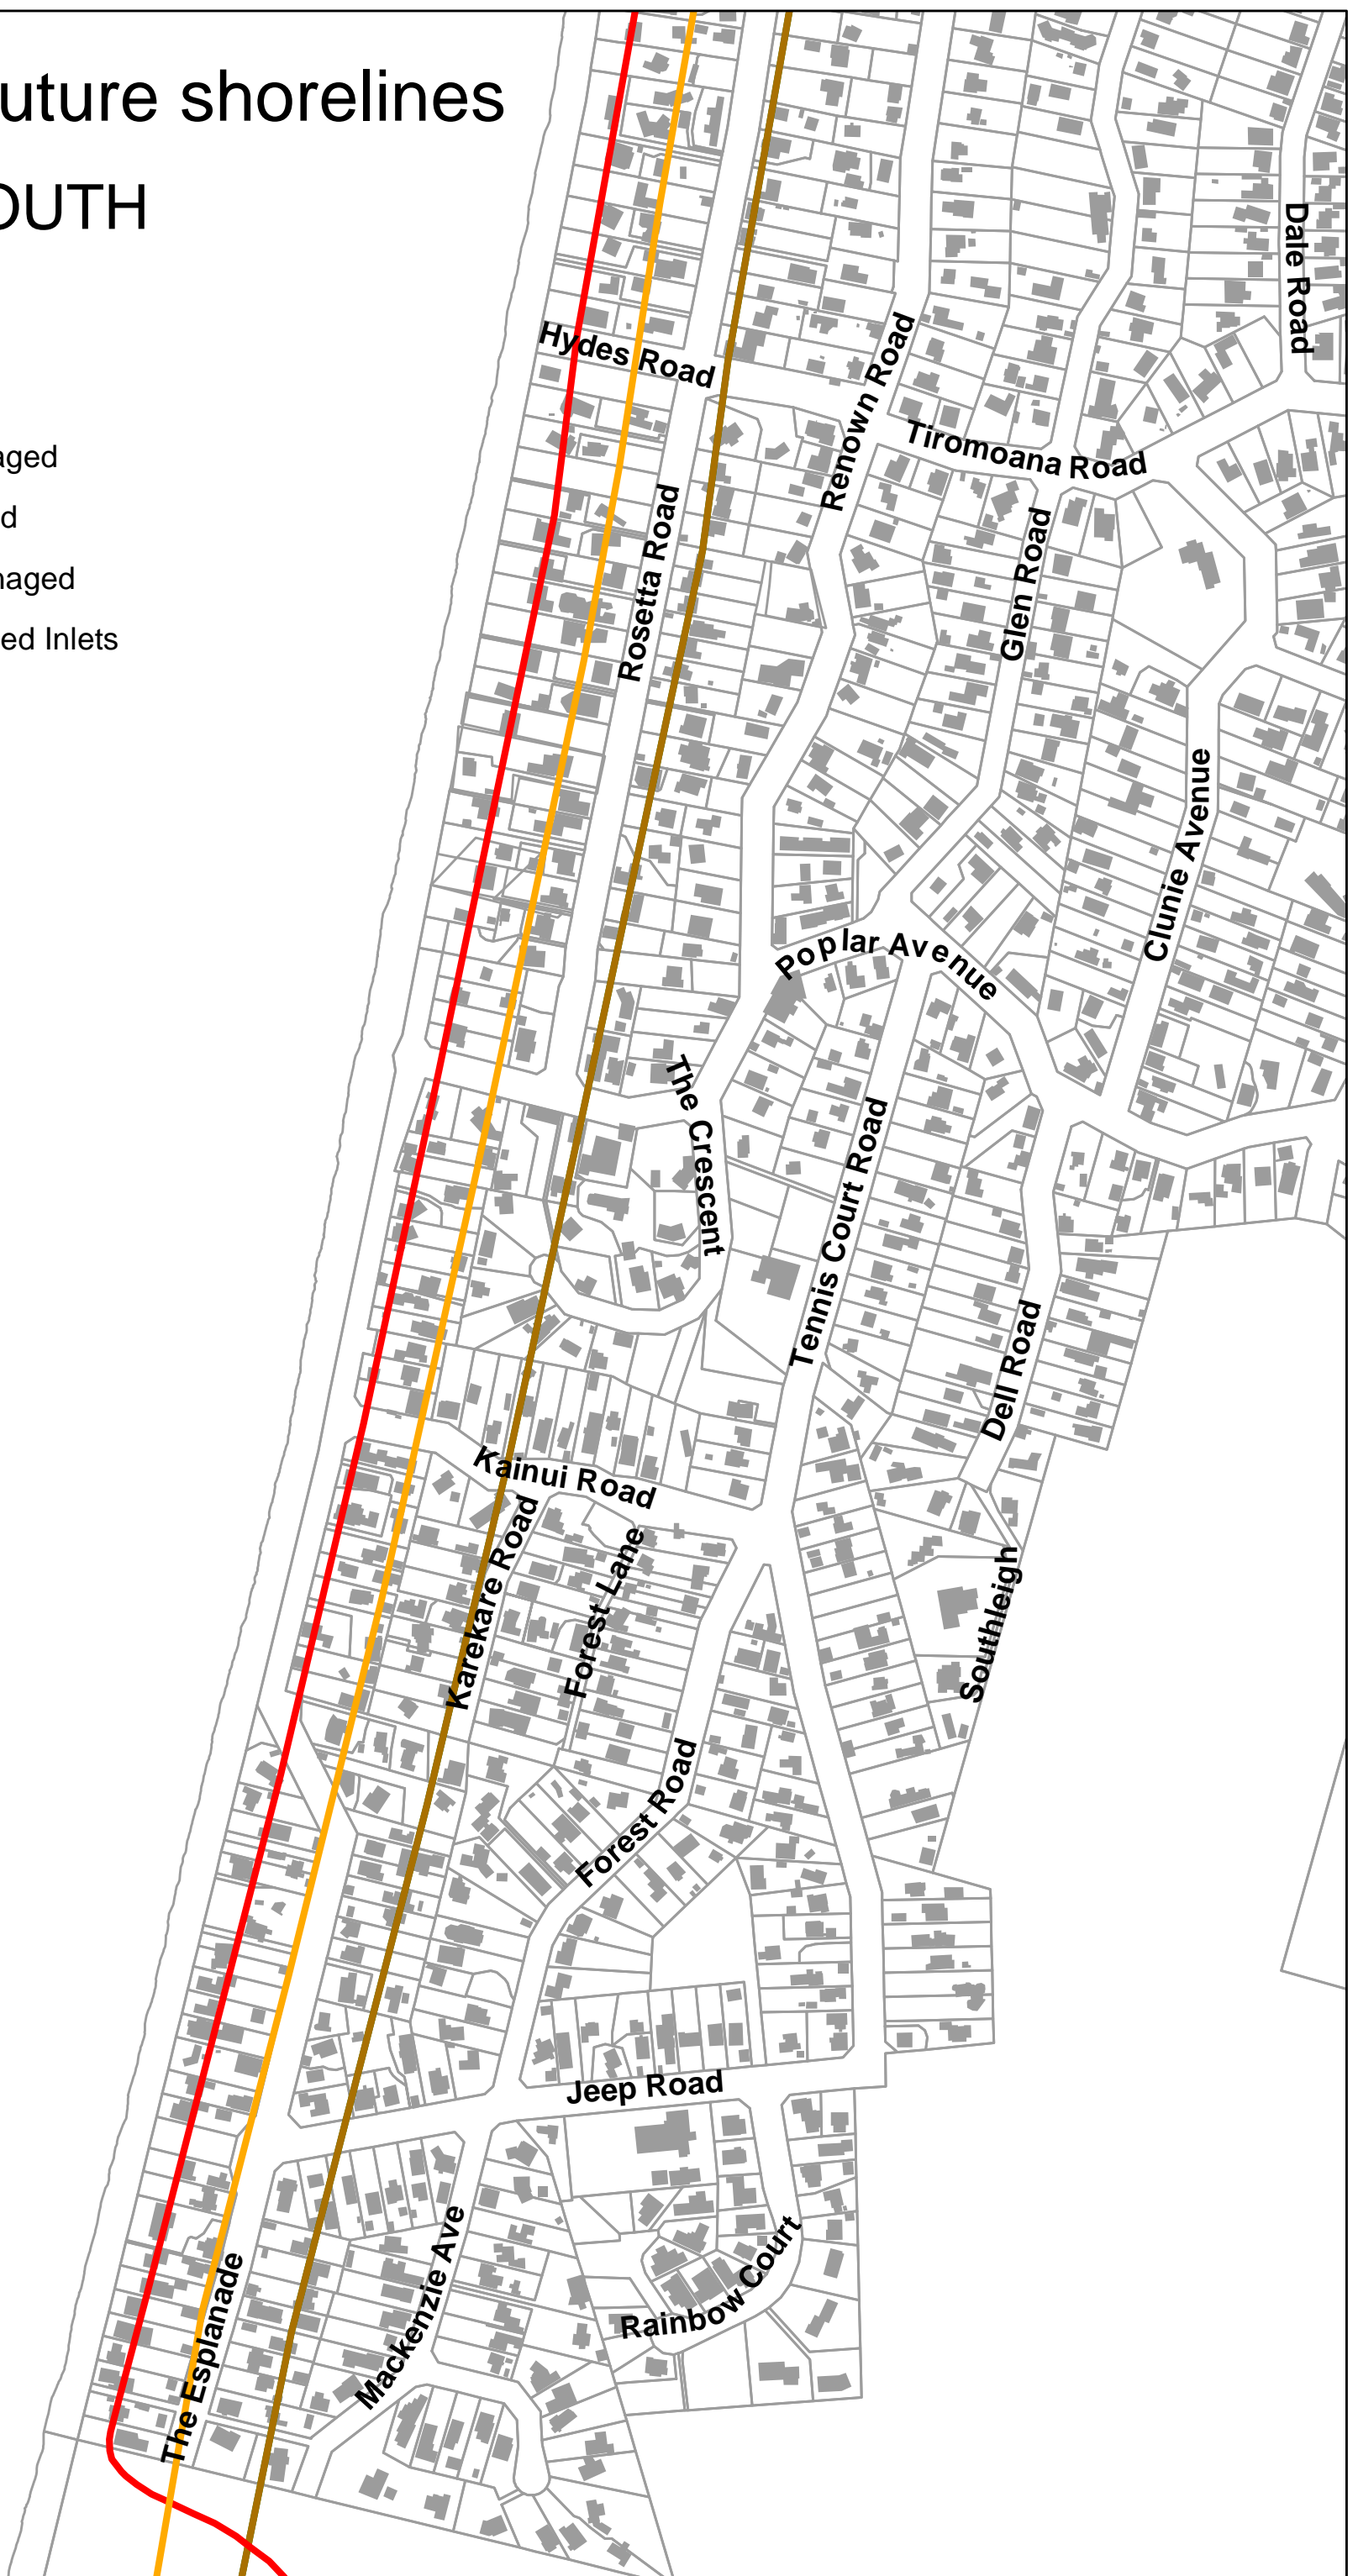 uture shorelines
OUTH
aged
d
naged
ed Inlets
Dale Road
Hydes Road
Renown Road
Tiromoana Road
Rosetta Road
Glen Road
Clunie Avenue
Poplar Avenue
The Crescent
Tennis Court Road
Dell Road
Kainui Road
Karekare Road
Forest Lane
Southleigh
Forest Road
Jeep Road
Mackenzie Ave
Rainbow Court
The Esplanade